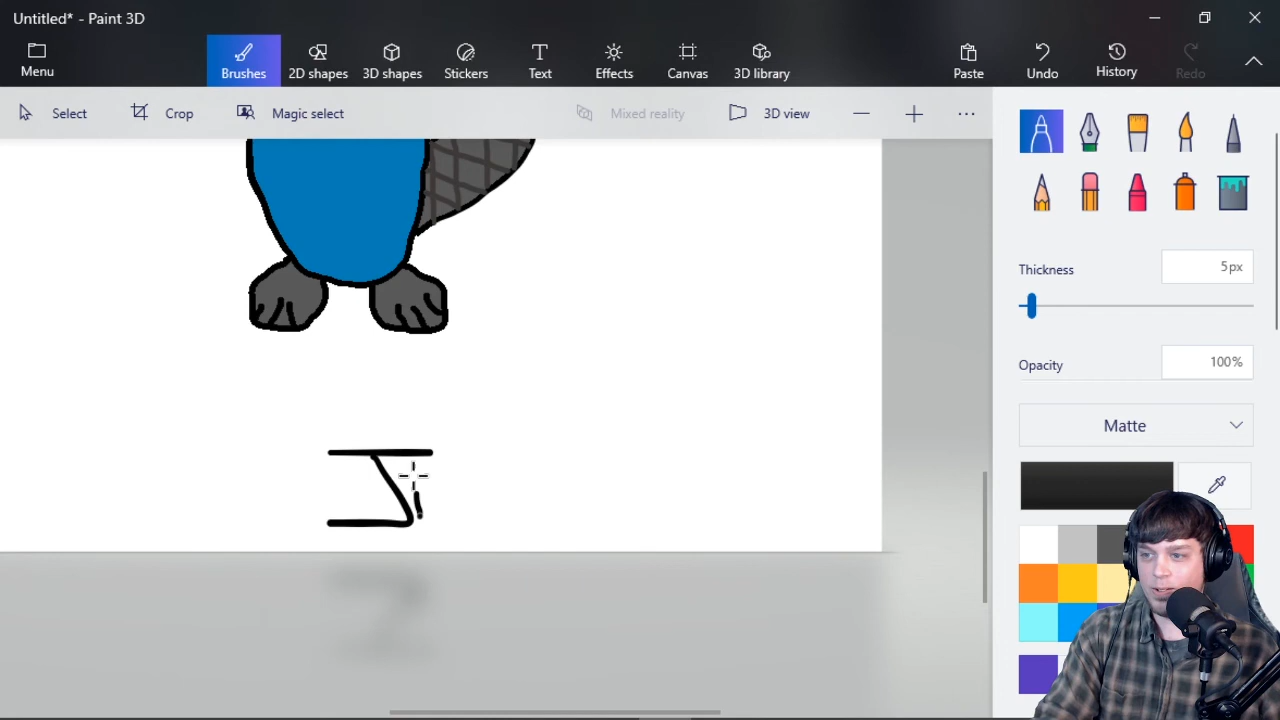 Untitled* - Paint 3D
Menu Brushes 2D shapes 3D shapes Stickers Text Effects Canvas 3D library Paste Undo History Redo
Select Crop Magic select Mixed reality 3D view
Thickness 5px
Opacity 100%
Matte